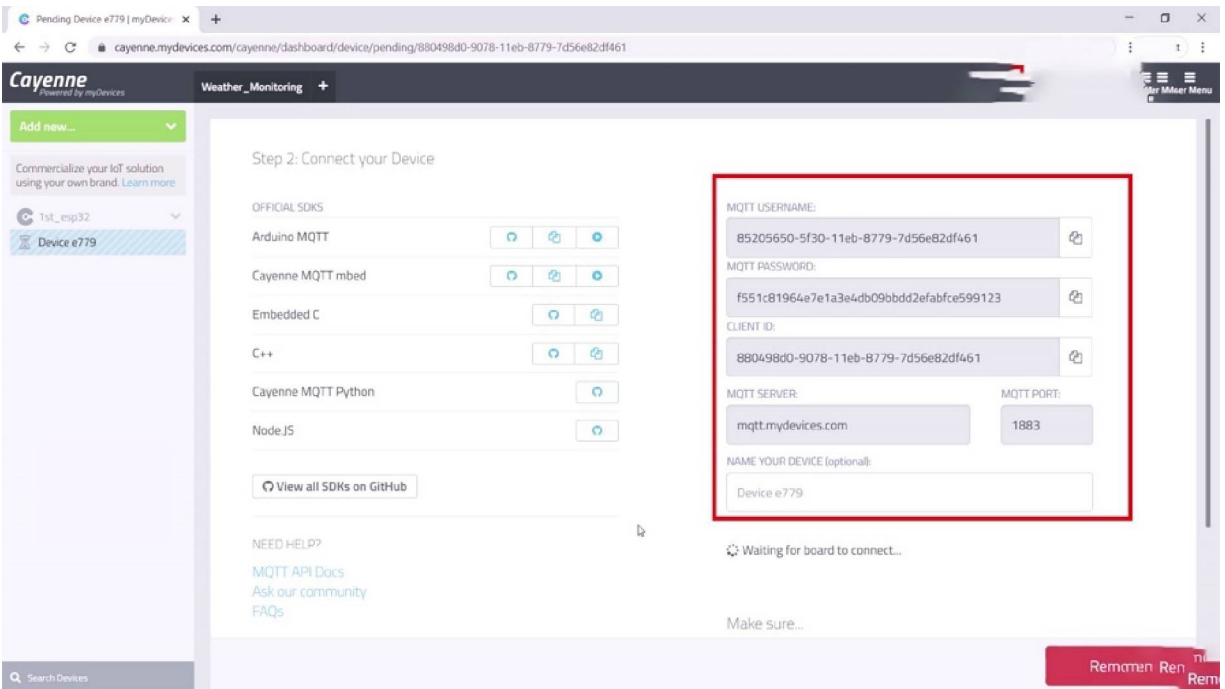 Pending Device e779 | myDevice
cayenne.mydevices.com/cayenne/dashboard/device/pending/880498d0-9078-11eb-8779-7d56e82df461
Cayenne
Powered by myDevices
Weather_Monitoring +
Menu
Add new...
Commercialize your IoT solution
using your own brand. Learn more
1st_esp32
Device e779
Search Devices
Step 2: Connect your Device
OFFICIAL SDKS
Arduino MQTT
Cayenne MQTT mbed
Embedded C
C++
Cayenne MQTT Python
Node.JS
View all SDKs on GitHub
NEED HELP?
MQTT API Docs
Ask our community
FAQs
MQTT USERNAME:
85205650-5f30-11eb-8779-7d56e82df461
MQTT PASSWORD:
f551c81964e7e1a3e4db09bbdd2efabfce599123
CLIENT ID:
880498d0-9078-11eb-8779-7d56e82df461
MQTT SERVER:
MQTT PORT:
mqtt.mydevices.com
1883
NAME YOUR DEVICE (optional):
Device e779
Waiting for board to connect...
Make sure...